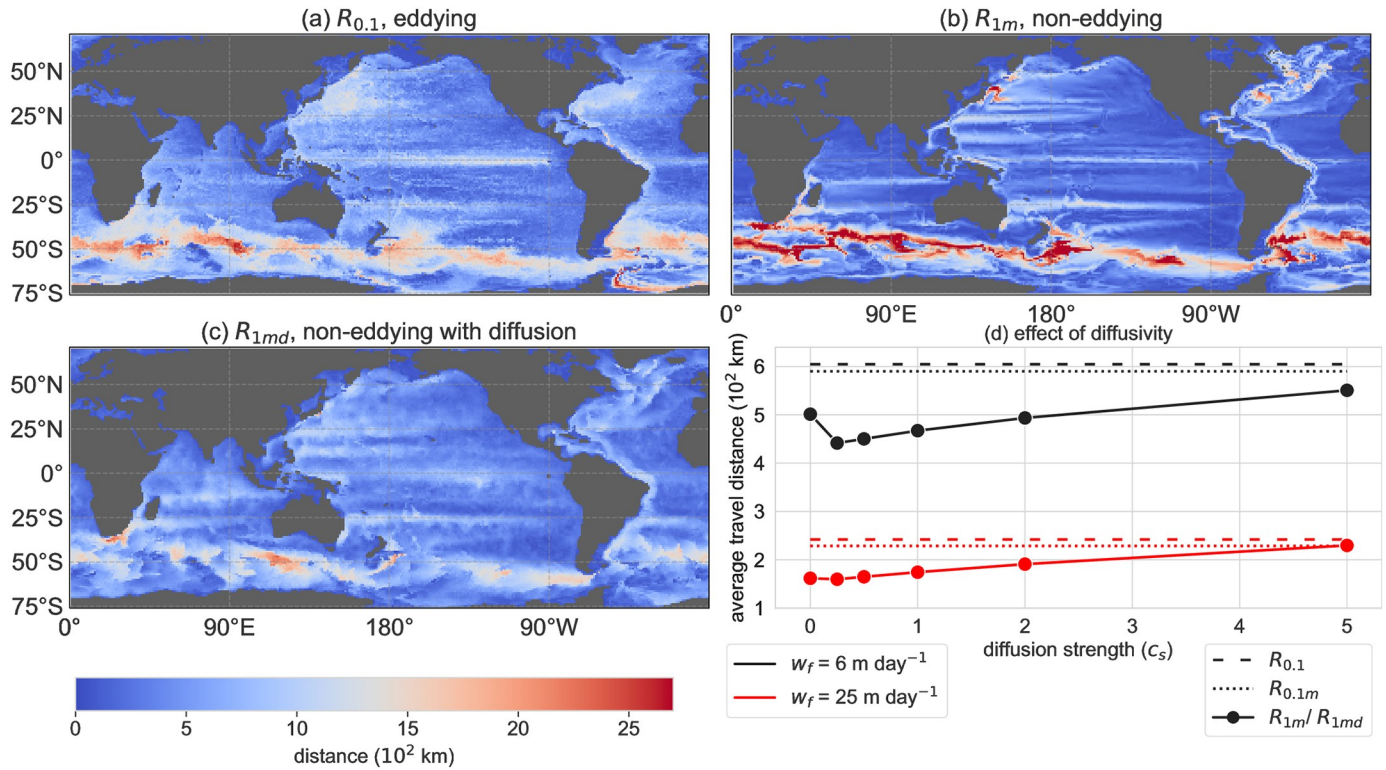 (a) R0.1, eddying
(b) R1m, non-eddying
50°N
25°N
0°
25°S
50°S
75°S
0°
90°E
180°
90°W
(c) R1md, non-eddying with diffusion
(d) effect of diffusivity
50°N
25°N
0°
25°S
50°S
75°S
0°
90°E
180°
90°W
average travel distance (10² km)
6
5
4
3
2
1
0
1
2
3
4
5
diffusion strength (cs)
wf = 6 m day⁻¹
wf = 25 m day⁻¹
R0.1
R0.1m
R1m/ R1md
0
5
10
15
20
25
distance (10² km)